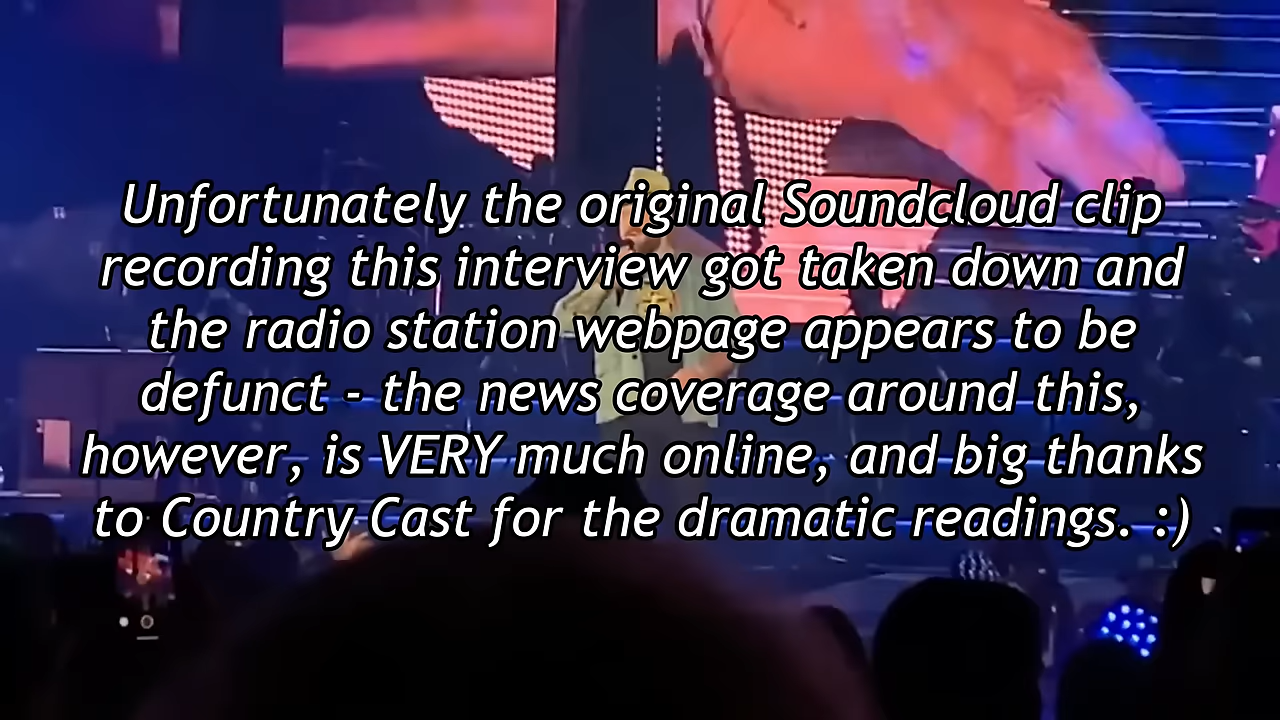 Unfortunately the original Soundcloud clip
recording this interview got taken down and
the radio station webpage appears to be
defunct - the news coverage around this,
however, is VERY much online, and big thanks
to Country Cast for the dramatic readings. :)